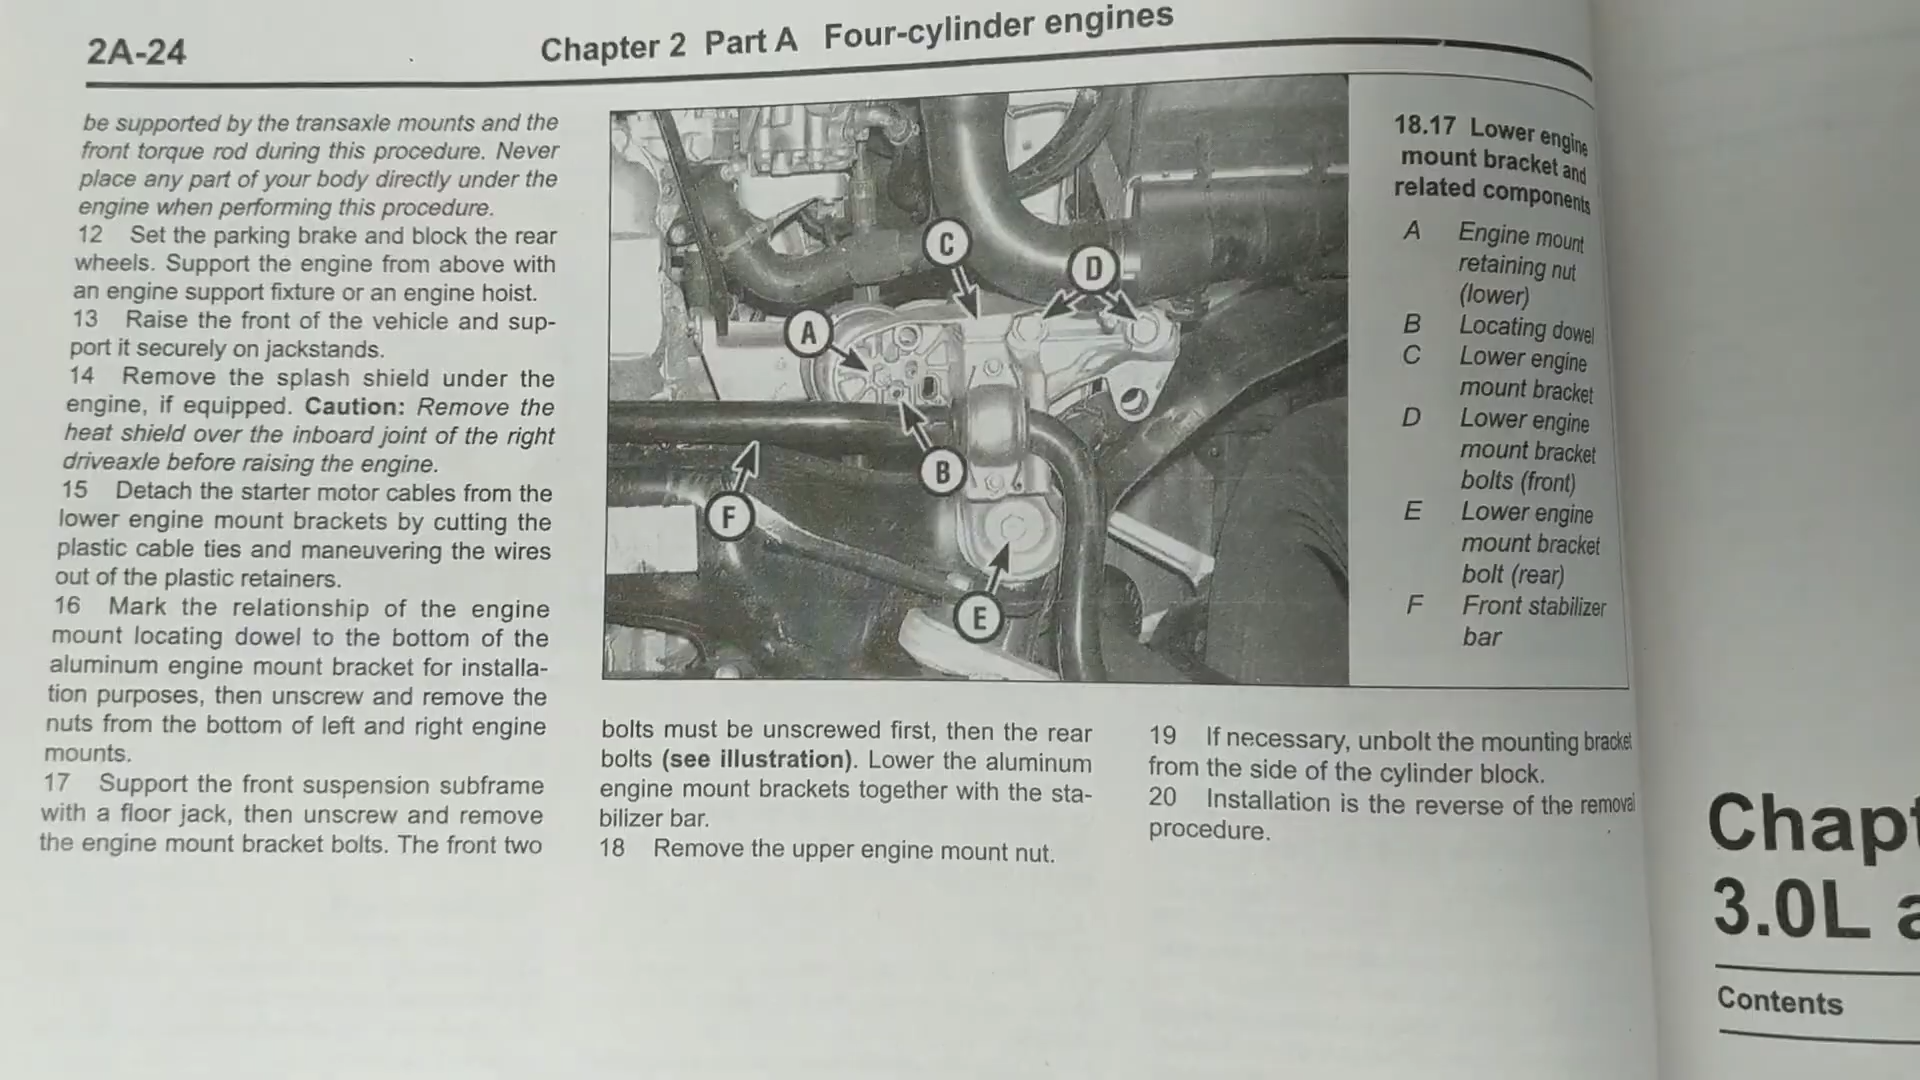 2A-24
Chapter 2 Part A Four-cylinder engines
be supported by the transaxle mounts and the
front torque rod during this procedure. Never
place any part of your body directly under the
engine when performing this procedure.
12 Set the parking brake and block the rear
wheels. Support the engine from above with
an engine support fixture or an engine hoist.
13 Raise the front of the vehicle and sup-
port it securely on jackstands.
14 Remove the splash shield under the
engine, if equipped. Caution: Remove the
heat shield over the inboard joint of the right
driveaxle before raising the engine.
15 Detach the starter motor cables from the
lower engine mount brackets by cutting the
plastic cable ties and maneuvering the wires
out of the plastic retainers.
16 Mark the relationship of the engine
mount locating dowel to the bottom of the
aluminum engine mount bracket for installa-
tion purposes, then unscrew and remove the
nuts from the bottom of left and right engine
mounts.
17 Support the front suspension subframe
with a floor jack, then unscrew and remove
the engine mount bracket bolts. The front two
C
D
A
B
F
E
18.17 Lower engine
mount bracket and
related components
A Engine mount
retaining nut
(lower)
B Locating dowel
C Lower engine
mount bracket
D Lower engine
mount bracket
bolts (front)
E Lower engine
mount bracket
bolt (rear)
F Front stabilizer
bar
bolts must be unscrewed first, then the rear
bolts (see illustration). Lower the aluminum
engine mount brackets together with the sta-
bilizer bar.
18 Remove the upper engine mount nut.
19 If necessary, unbolt the mounting bracket
from the side of the cylinder block.
20 Installation is the reverse of the removal
procedure.
Chapt
3.0L a
Contents